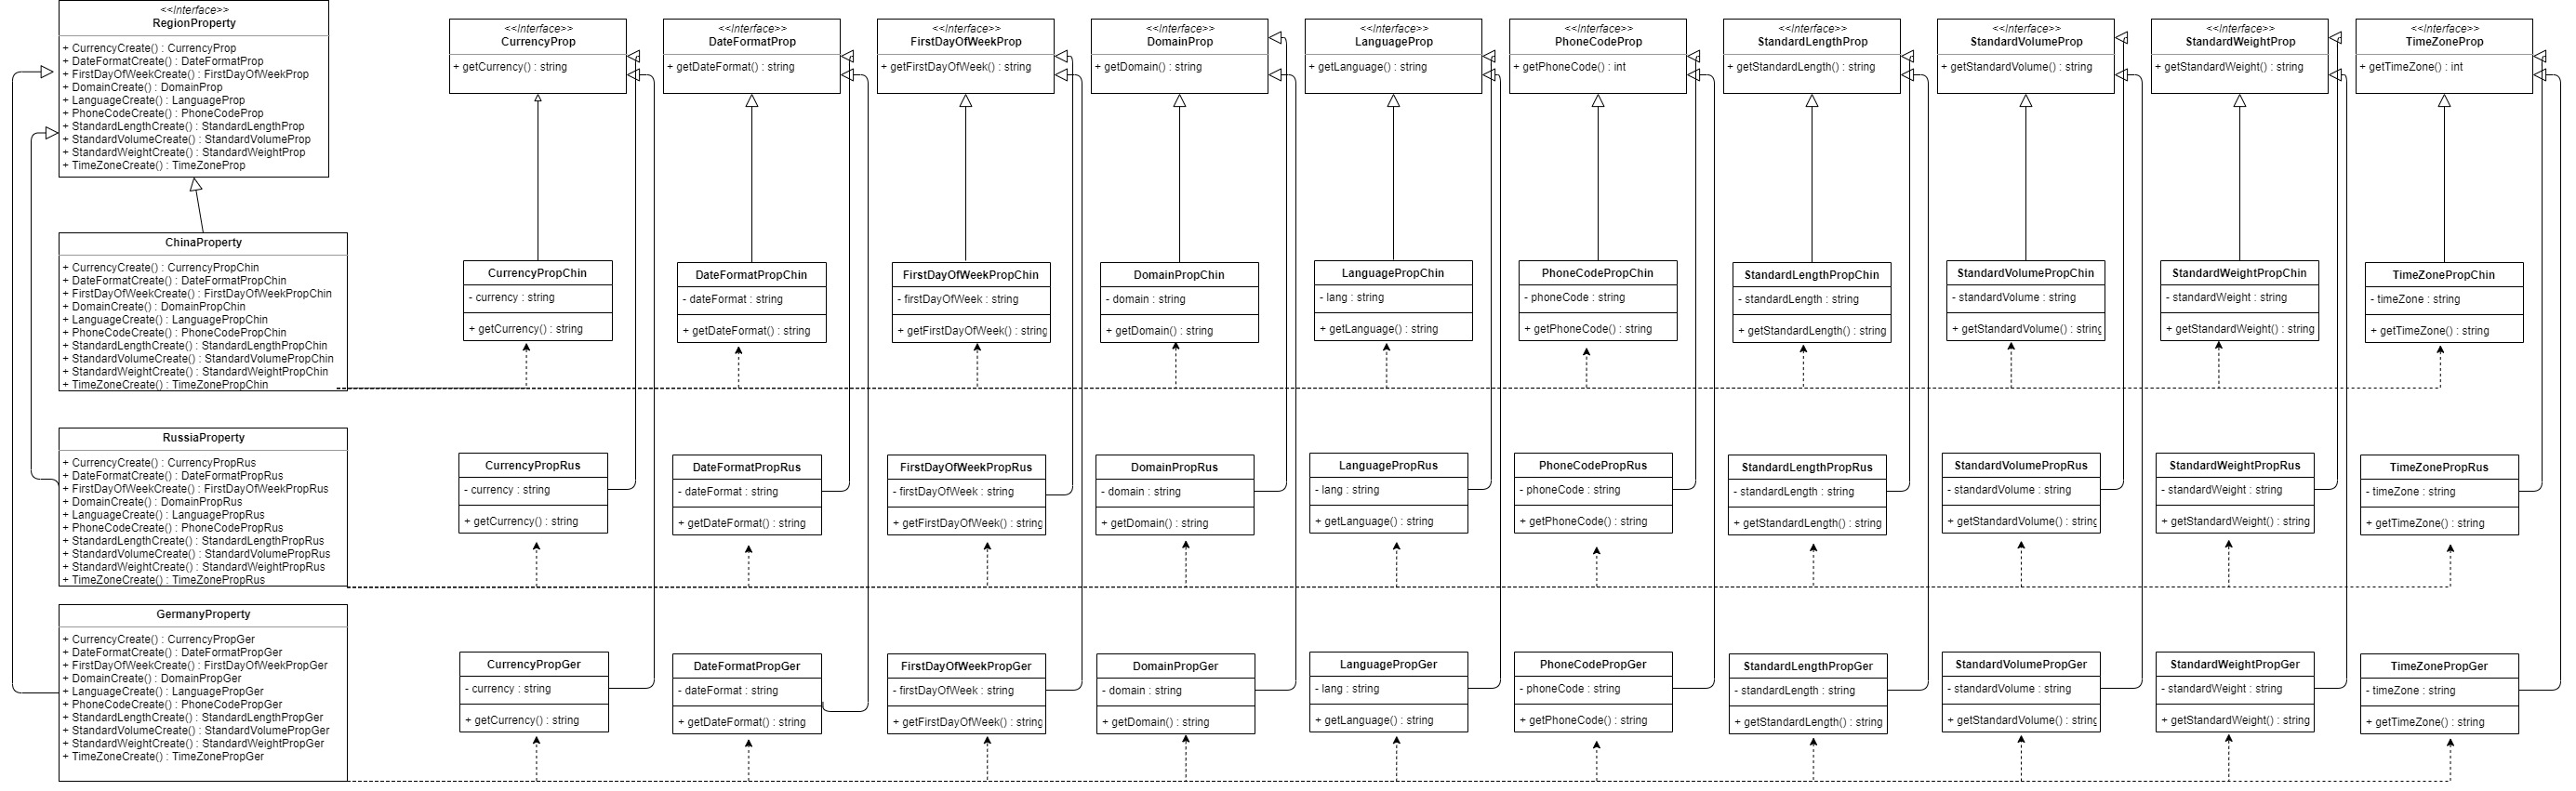 <<Interface>>
RegionProperty
+ CurrencyCreate() : CurrencyProp
+ DateFormatCreate() : DateFormatProp
+ FirstDayOfWeekCreate() : FirstDayOfWeekProp
+ DomainCreate() : DomainProp
+ LanguageCreate() : LanguageProp
+ PhoneCodeCreate() : PhoneCodeProp
+ StandardLengthCreate() : StandardLengthProp
+ StandardVolumeCreate() : StandardVolumeProp
+ StandardWeightCreate() : StandardWeightProp
+ TimeZoneCreate() : TimeZoneProp
<<Interface>>
CurrencyProp
+ getCurrency() : string
<<Interface>>
DateFormatProp
+ getDateFormat() : string
<<Interface>>
FirstDayOfWeekProp
+ getFirstDayOfWeek() : string
<<Interface>>
DomainProp
+ getDomain() : string
<<Interface>>
LanguageProp
+ getLanguage() : string
<<Interface>>
PhoneCodeProp
+ getPhoneCode() : int
<<Interface>>
StandardLengthProp
+ getStandardLength() : string
<<Interface>>
StandardVolumeProp
+ getStandardVolume() : string
<<Interface>>
StandardWeightProp
+ getStandardWeight() : string
<<Interface>>
TimeZoneProp
+ getTimeZone() : int
ChinaProperty
+ CurrencyCreate() : CurrencyPropChin
+ DateFormatCreate() : DateFormatPropChin
+ FirstDayOfWeekCreate() : FirstDayOfWeekPropChin
+ DomainCreate() : DomainPropChin
+ LanguageCreate() : LanguagePropChin
+ PhoneCodeCreate() : PhoneCodePropChin
+ StandardLengthCreate() : StandardLengthPropChin
+ StandardVolumeCreate() : StandardVolumePropChin
+ StandardWeightCreate() : StandardWeightPropChin
+ TimeZoneCreate() : TimeZonePropChin
CurrencyPropChin
- currency : string
+ getCurrency() : string
DateFormatPropChin
- dateFormat : string
+ getDateFormat() : string
FirstDayOfWeekPropChin
- firstDayOfWeek : string
+ getFirstDayOfWeek() : string
DomainPropChin
- domain : string
+ getDomain() : string
LanguagePropChin
- lang : string
+ getLanguage() : string
PhoneCodePropChin
- phoneCode : string
+ getPhoneCode() : string
StandardLengthPropChin
- standardLength : string
+ getStandardLength() : string
StandardVolumePropChin
- standardVolume : string
+ getStandardVolume() : string
StandardWeightPropChin
- standardWeight : string
+ getStandardWeight() : string
TimeZonePropChin
- timeZone : string
+ getTimeZone() : string
RussiaProperty
+ CurrencyCreate() : CurrencyPropRus
+ DateFormatCreate() : DateFormatPropRus
+ FirstDayOfWeekCreate() : FirstDayOfWeekPropRus
+ DomainCreate() : DomainPropRus
+ LanguageCreate() : LanguagePropRus
+ PhoneCodeCreate() : PhoneCodePropRus
+ StandardLengthCreate() : StandardLengthPropRus
+ StandardVolumeCreate() : StandardVolumePropRus
+ StandardWeightCreate() : StandardWeightPropRus
+ TimeZoneCreate() : TimeZonePropRus
CurrencyPropRus
- currency : string
+ getCurrency() : string
DateFormatPropRus
- dateFormat : string
+ getDateFormat() : string
FirstDayOfWeekPropRus
- firstDayOfWeek : string
+ getFirstDayOfWeek() : string
DomainPropRus
- domain : string
+ getDomain() : string
LanguagePropRus
- lang : string
+ getLanguage() : string
PhoneCodePropRus
- phoneCode : string
+ getPhoneCode() : string
StandardLengthPropRus
- standardLength : string
+ getStandardLength() : string
StandardVolumePropRus
- standardVolume : string
+ getStandardVolume() : string
StandardWeightPropRus
- standardWeight : string
+ getStandardWeight() : string
TimeZonePropRus
- timeZone : string
+ getTimeZone() : string
GermanyProperty
+ CurrencyCreate() : CurrencyPropGer
+ DateFormatCreate() : DateFormatPropGer
+ FirstDayOfWeekCreate() : FirstDayOfWeekPropGer
+ DomainCreate() : DomainPropGer
+ LanguageCreate() : LanguagePropGer
+ PhoneCodeCreate() : PhoneCodePropGer
+ StandardLengthCreate() : StandardLengthPropGer
+ StandardVolumeCreate() : StandardVolumePropGer
+ StandardWeightCreate() : StandardWeightPropGer
+ TimeZoneCreate() : TimeZonePropGer
CurrencyPropGer
- currency : string
+ getCurrency() : string
DateFormatPropGer
- dateFormat : string
+ getDateFormat() : string
FirstDayOfWeekPropGer
- firstDayOfWeek : string
+ getFirstDayOfWeek() : string
DomainPropGer
- domain : string
+ getDomain() : string
LanguagePropGer
- lang : string
+ getLanguage() : string
PhoneCodePropGer
- phoneCode : string
+ getPhoneCode() : string
StandardLengthPropGer
- standardLength : string
+ getStandardLength() : string
StandardVolumePropGer
- standardVolume : string
+ getStandardVolume() : string
StandardWeightPropGer
- standardWeight : string
+ getStandardWeight() : string
TimeZonePropGer
- timeZone : string
+ getTimeZone() : string